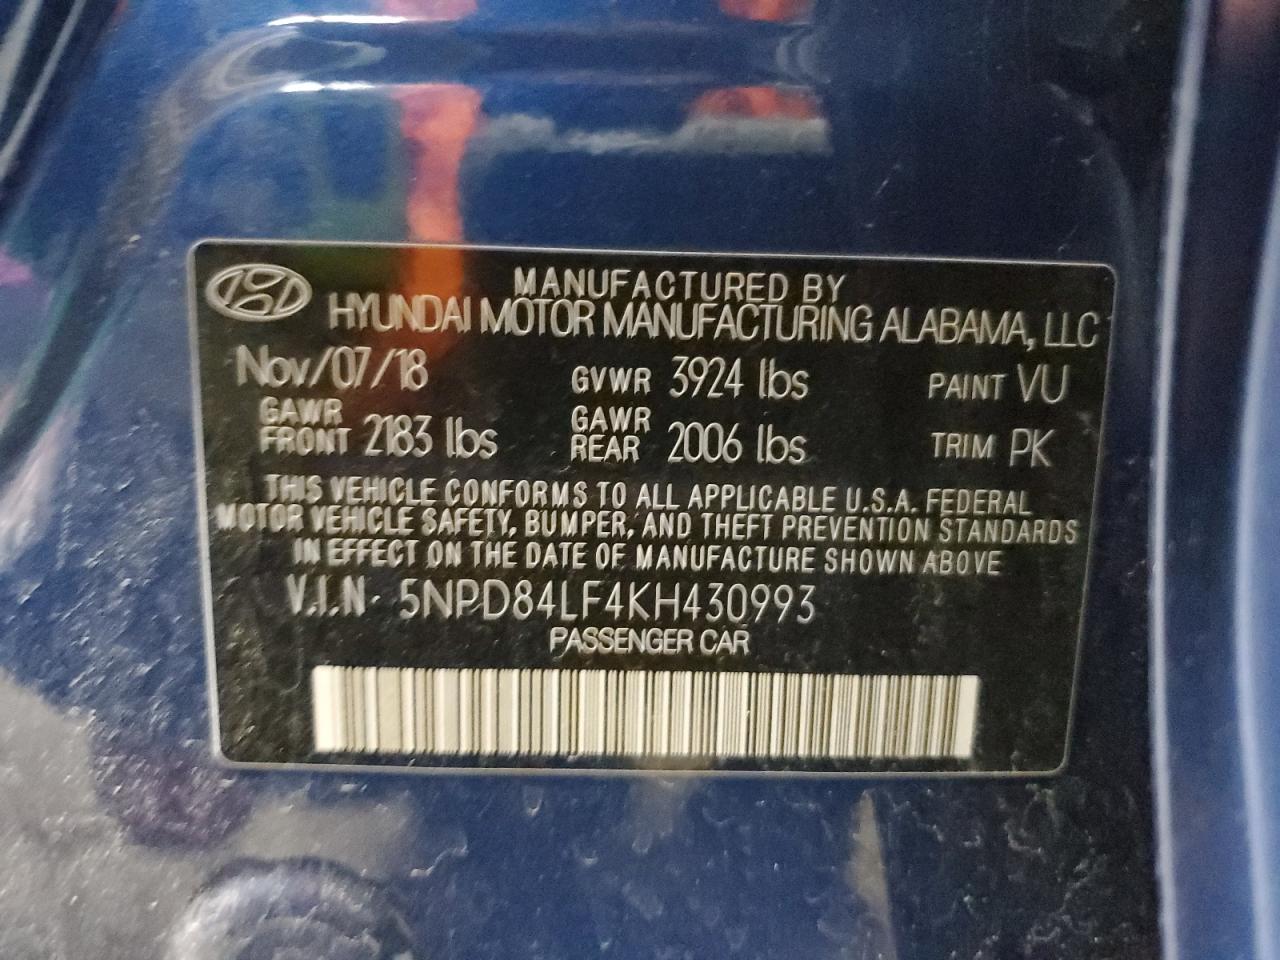 MANUFACTURED BY
HYUNDAI MOTOR MANUFACTURING ALABAMA, LLC
Nov/07/18 GVWR 3924 lbs PAINT VU
GAWR FRONT 2183 lbs GAWR REAR 2006 lbs TRIM PK
THIS VEHICLE CONFORMS TO ALL APPLICABLE U.S.A. FEDERAL
MOTOR VEHICLE SAFETY, BUMPER, AND THEFT PREVENTION STANDARDS
IN EFFECT ON THE DATE OF MANUFACTURE SHOWN ABOVE
V.I.N. 5NPD84LF4KH430993
PASSENGER CAR